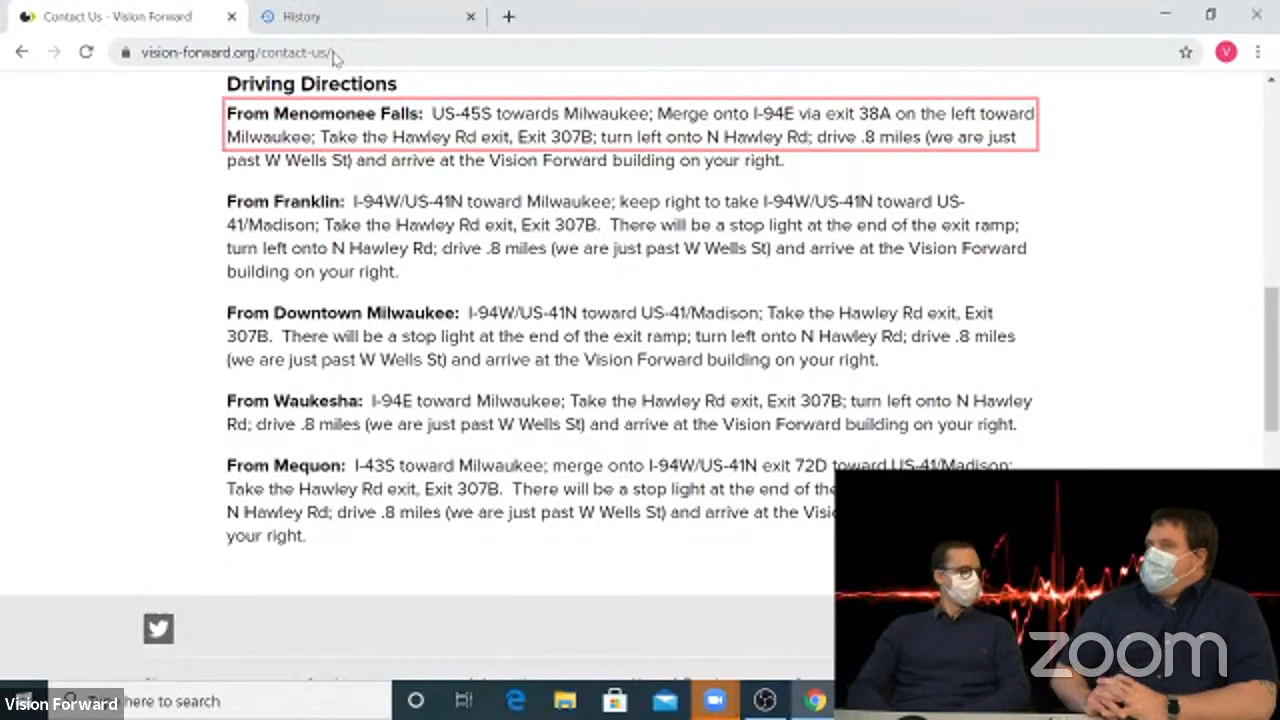 Contact Us - Vision Forward
History
vision-forward.org/contact-us/
V
Driving Directions
From Menomonee Falls: US-45S towards Milwaukee; Merge onto I-94E via exit 38A on the left toward
Milwaukee; Take the Hawley Rd exit, Exit 307B; turn left onto N Hawley Rd; drive .8 miles (we are just
past W Wells St) and arrive at the Vision Forward building on your right.
From Franklin: I-94W/US-41N toward Milwaukee; keep right to take I-94W/US-41N toward US-
41/Madison; Take the Hawley Rd exit, Exit 307B. There will be a stop light at the end of the exit ramp;
turn left onto N Hawley Rd; drive .8 miles (we are just past W Wells St) and arrive at the Vision Forward
building on your right.
From Downtown Milwaukee: I-94W/US-41N toward US-41/Madison; Take the Hawley Rd exit, Exit
307B. There will be a stop light at the end of the exit ramp; turn left onto N Hawley Rd; drive .8 miles
(we are just past W Wells St) and arrive at the Vision Forward building on your right.
From Waukesha: I-94E toward Milwaukee; Take the Hawley Rd exit, Exit 307B; turn left onto N Hawley
Rd; drive .8 miles (we are just past W Wells St) and arrive at the Vision Forward building on your right.
From Mequon: I-43S toward Milwaukee; merge onto I-94W/US-41N exit 72D toward US-41/Madison;
Take the Hawley Rd exit, Exit 307B. There will be a stop light at the end of the
N Hawley Rd; drive .8 miles (we are just past W Wells St) and arrive at the Visio
your right.
zoom
Vision Forward
here to search